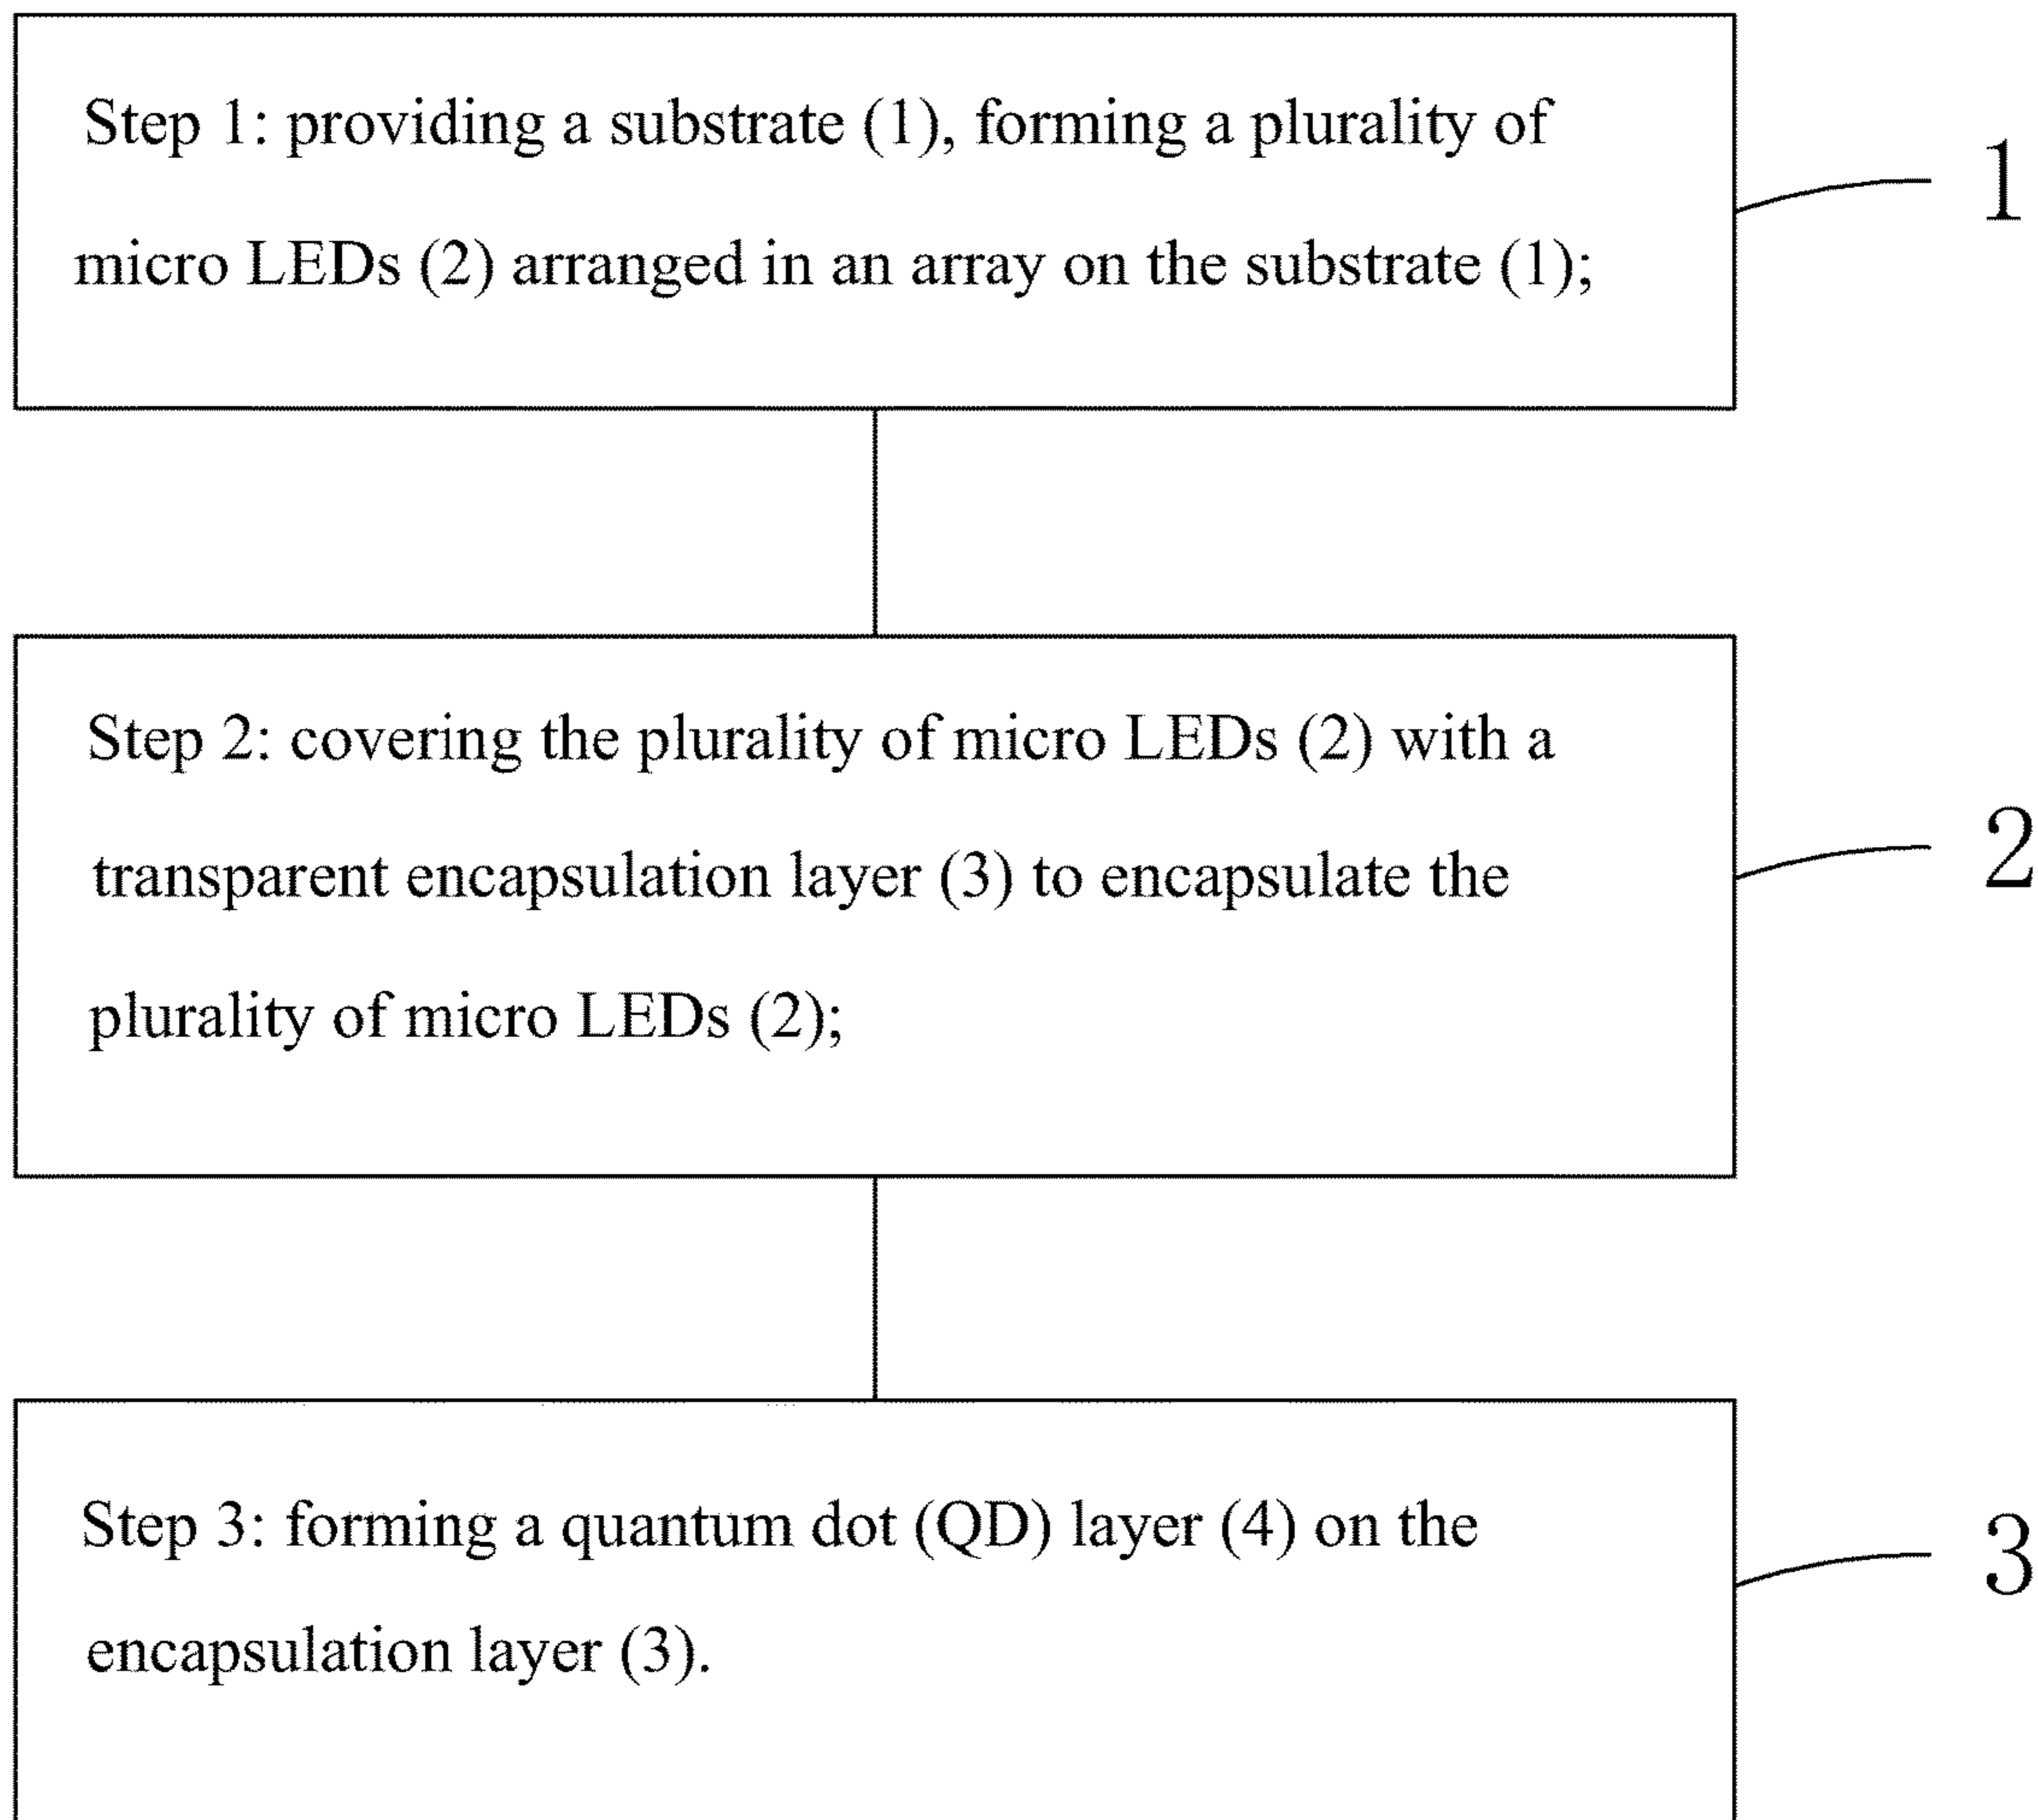 Step 1: providing a substrate (1), forming a plurality of
micro LEDs (2) arranged in an array on the substrate (1);
1
Step 2: covering the plurality of micro LEDs (2) with a
transparent encapsulation layer (3) to encapsulate the
plurality of micro LEDs (2);
2
Step 3: forming a quantum dot (QD) layer (4) on the
encapsulation layer (3).
3